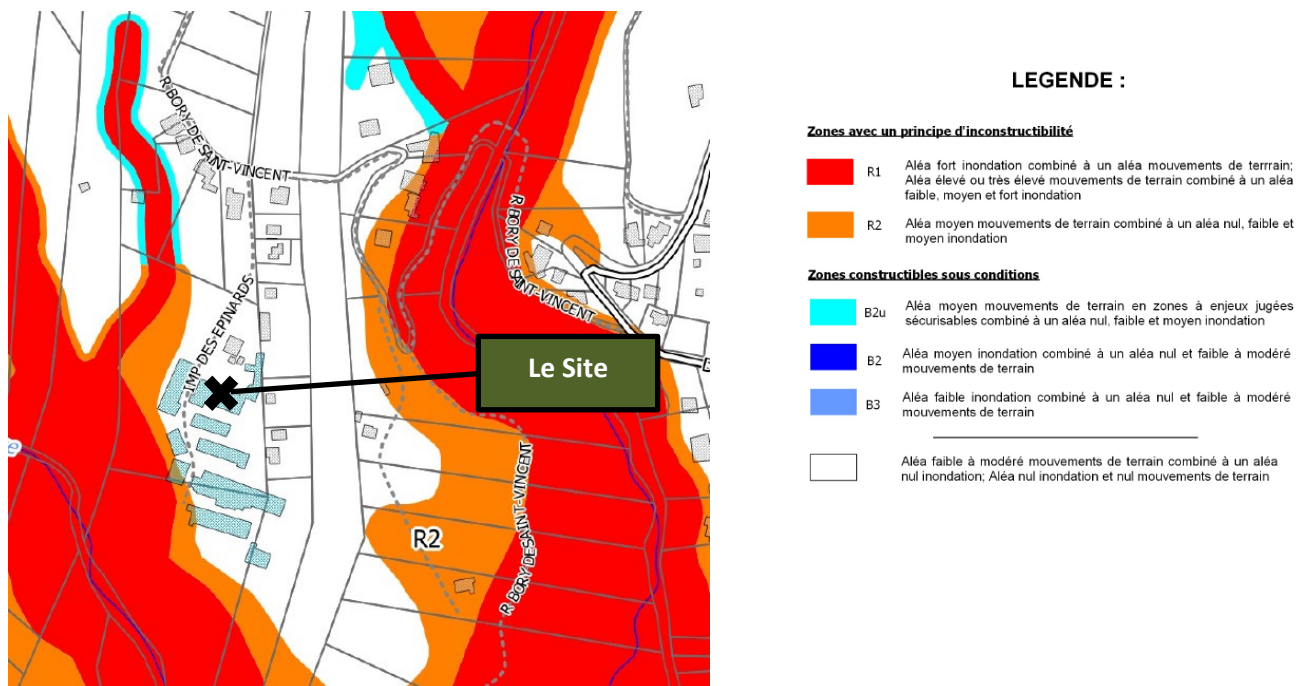 R BORY DE SAINT-VINCENT
R BORY DE SAINT-VINCENT
IMP-DES-EPINARDS
Le Site
R BORY DESAINT-VINCENT
R2
LEGENDE :
Zones avec un principe d'inconstructibilité
R1 Aléa fort inondation combiné à un aléa mouvements de terrrain;
Aléa élevé ou très élevé mouvements de terrain combiné à un aléa
faible, moyen et fort inondation
R2 Aléa moyen mouvements de terrain combiné à un aléa nul, faible et
moyen inondation
Zones constructibles sous conditions
B2u Aléa moyen mouvements de terrain en zones à enjeux jugées
sécurisables combiné à un aléa nul, faible et moyen inondation
B2 Aléa moyen inondation combiné à un aléa nul et faible à modéré
mouvements de terrain
B3 Aléa faible inondation combiné à un aléa nul et faible à modéré
mouvements de terrain
Aléa faible à modéré mouvements de terrain combiné à un aléa
nul inondation; Aléa nul inondation et nul mouvements de terrain